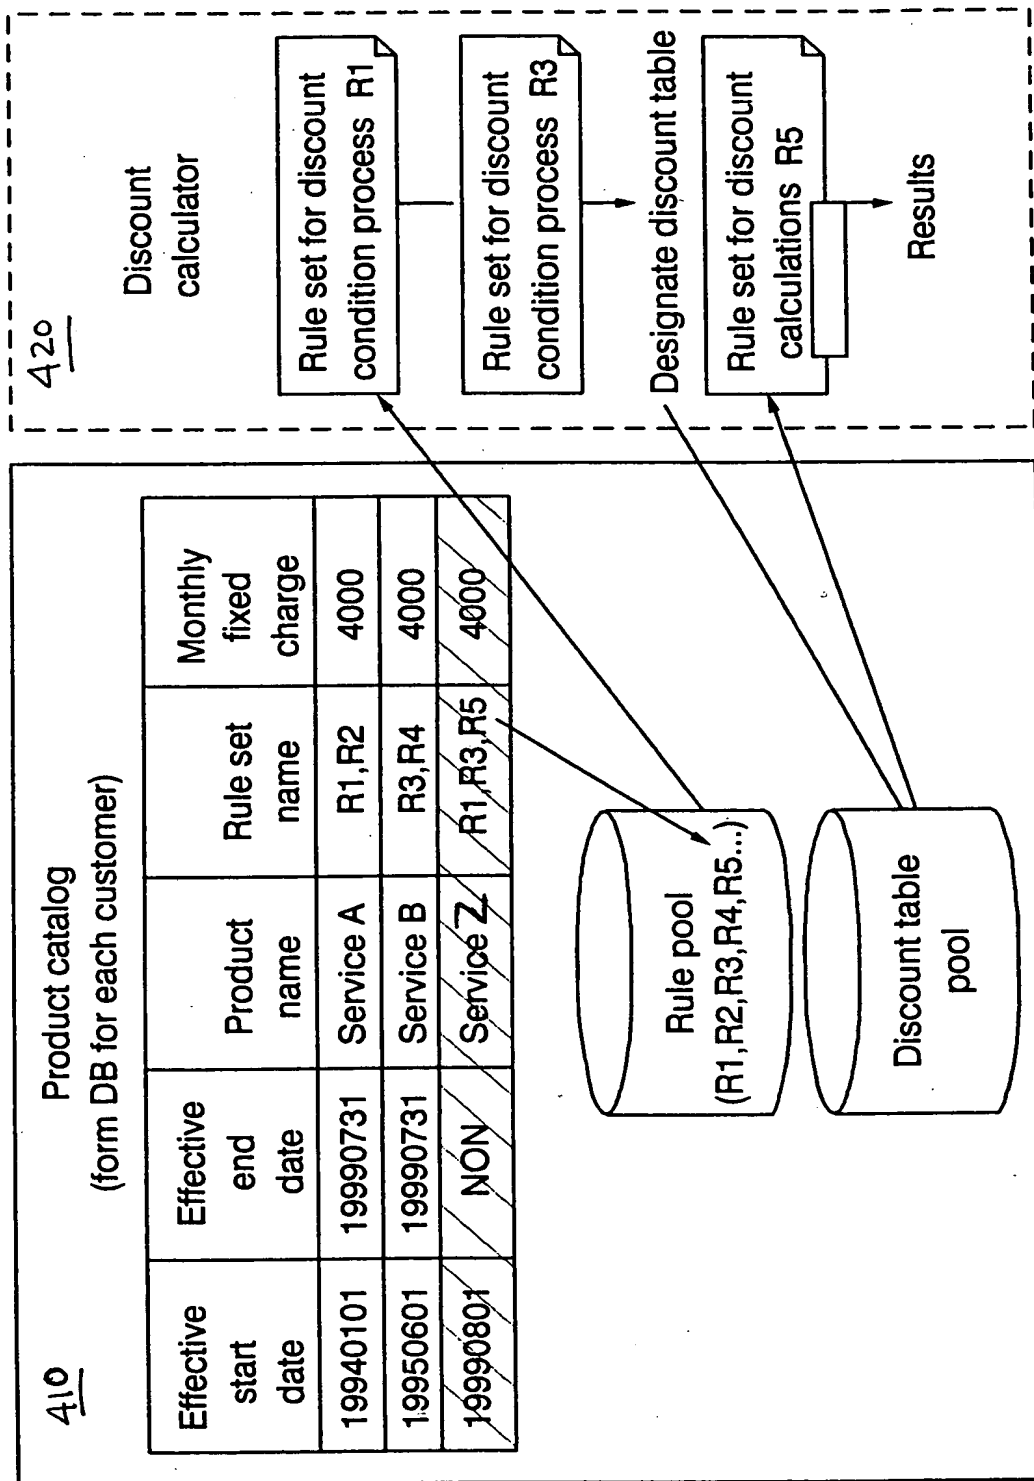 410
Product catalog
(form DB for each customer)
Effective start date
Effective end date
Product name
Rule set name
Monthly fixed charge
19940101 19990731 Service A R1,R2 4000
19950601 19990731 Service B R3,R4 4000
19990801 NON Service Z R1,R3,R5 4000
Rule pool
(R1,R2,R3,R4,R5...)
Discount table
pool
420
Discount
calculator
Rule set for discount
condition process R1
Rule set for discount
condition process R3
Designate discount table
Rule set for discount
calculations R5
Results